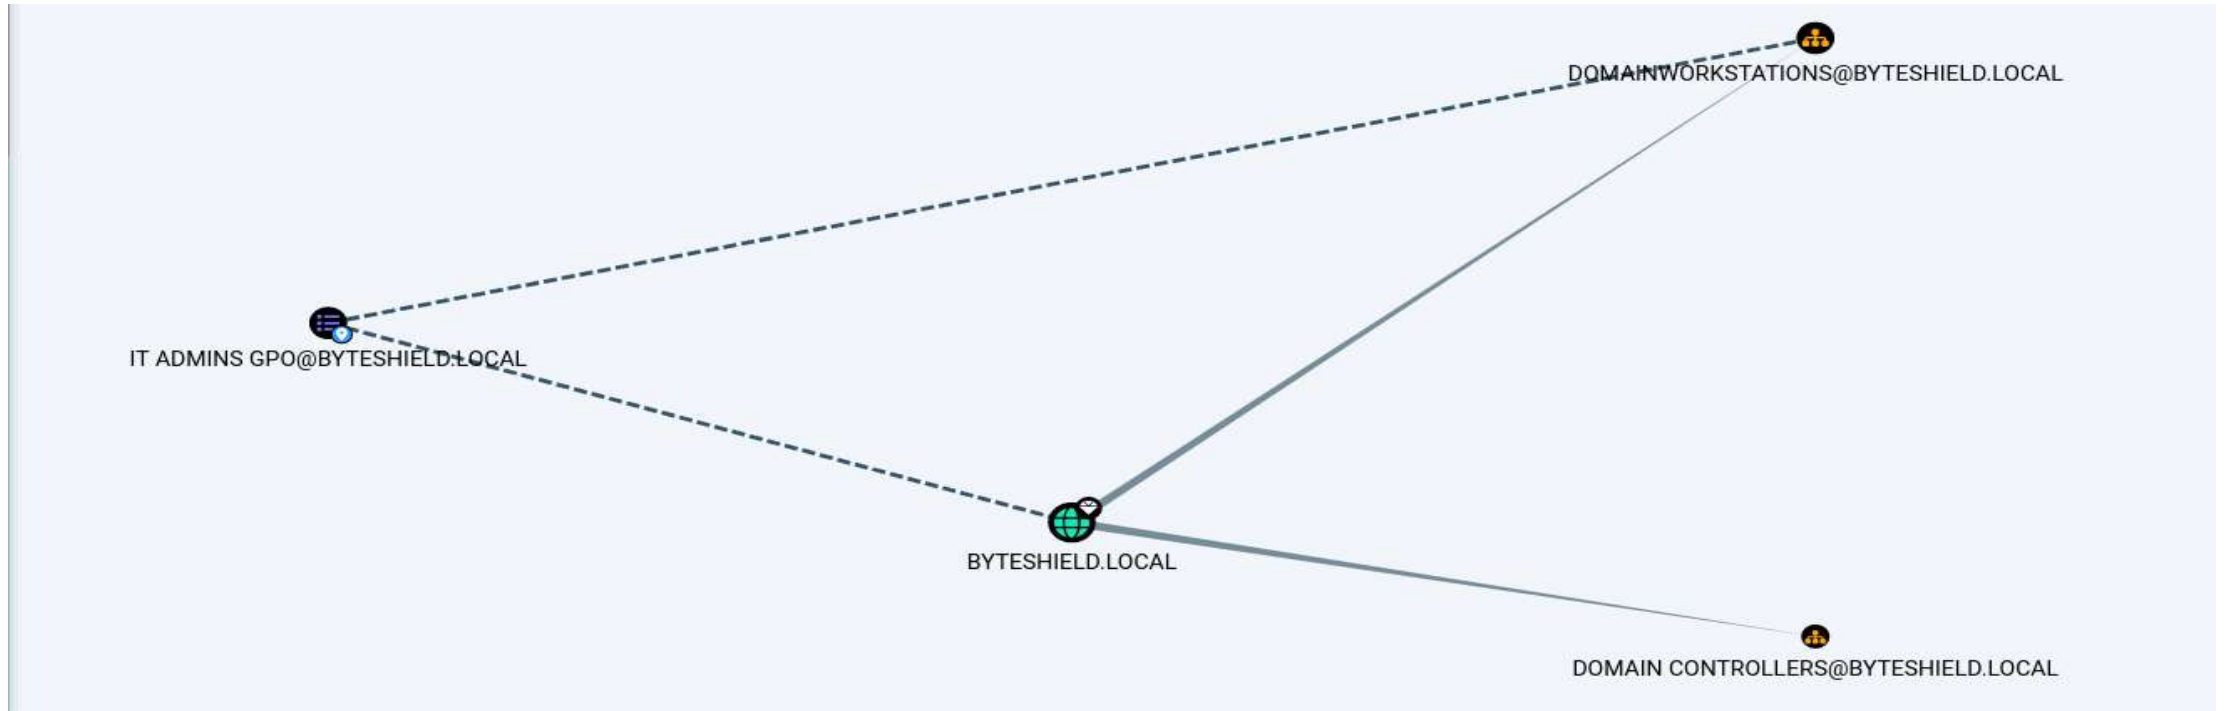 DOMAINWORKSTATIONS@BYTESHIELD.LOCAL
IT ADMINS GPO@BYTESHIELD.LOCAL
BYTESHIELD.LOCAL
DOMAIN CONTROLLERS@BYTESHIELD.LOCAL